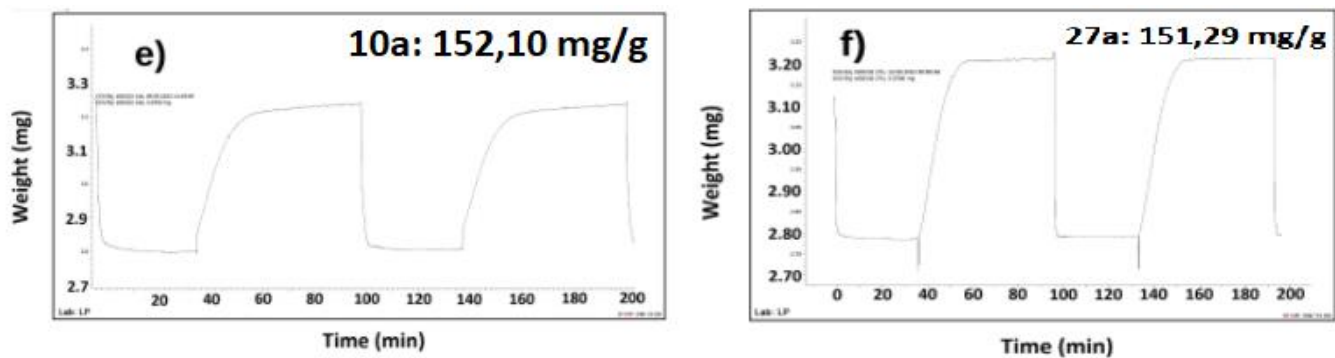 e)
10a: 152,10 mg/g
Weight (mg)
3.3
3.1
2.9
2.7
20 40 60 80 100 120 140 160 180 200
Lab: LP
Time (min)
f)
27a: 151,29 mg/g
Weight (mg)
3.20
3.10
3.00
2.90
2.80
2.70
0 20 40 60 80 100 120 140 160 180 200
Lab: LP
Time (min)